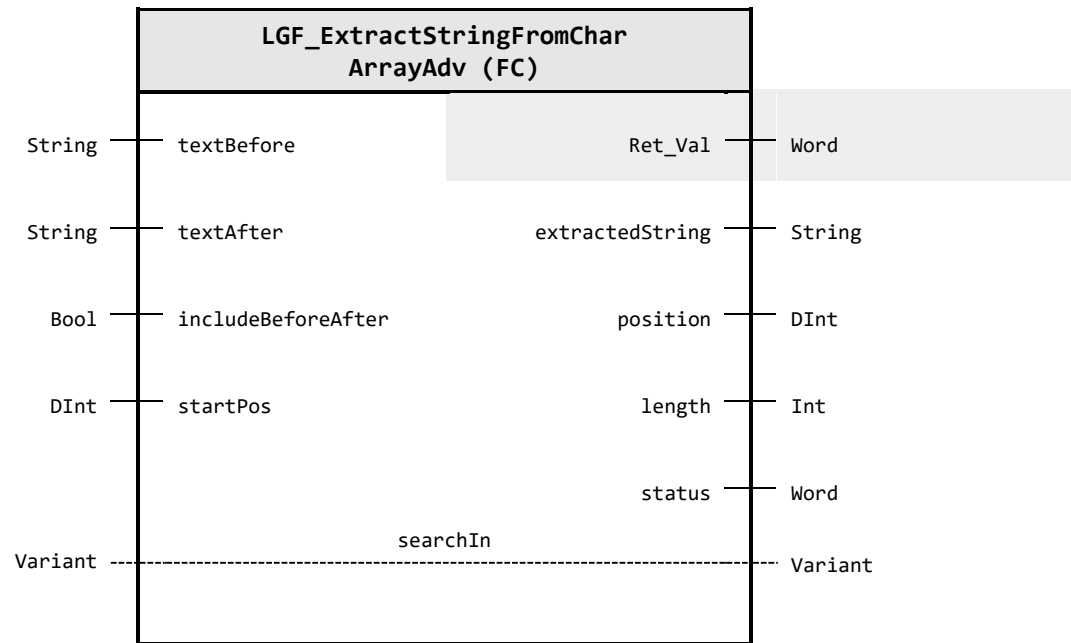 LGF_ExtractStringFromChar
ArrayAdv (FC)
String textBefore Ret_Val Word
String textAfter extractedString String
Bool includeBeforeAfter position DInt
DInt startPos length Int
status Word
searchIn
Variant Variant